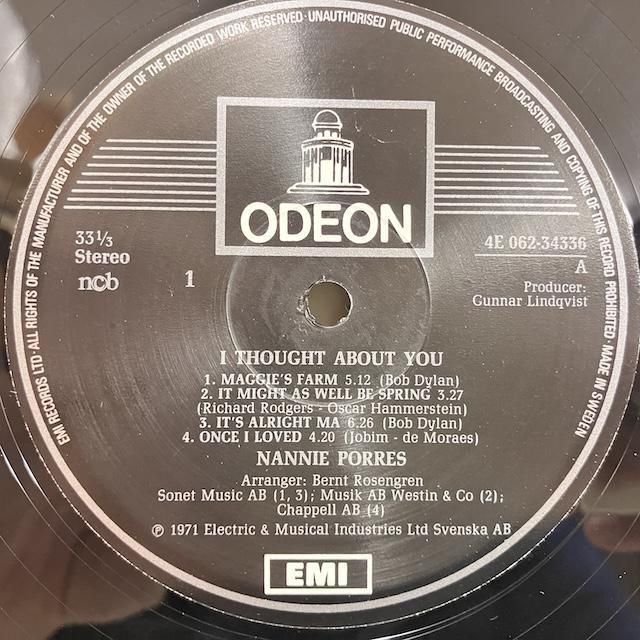 EMI RECORDS LTD · ALL RIGHTS OF THE MANUFACTURER AND OF THE OWNER OF THE RECORDED WORK RESERVED · UNAUTHORISED PUBLIC PERFORMANCE BROADCASTING AND COPYING OF THIS RECORD PROHIBITED · MADE IN SWEDEN
ODEON
33 1/3
Stereo
ncb
1
4E 062-34336
A
Producer:
Gunnar Lindqvist
I THOUGHT ABOUT YOU
1. MAGGIE'S FARM 5.12 (Bob Dylan)
2. IT MIGHT AS WELL BE SPRING 3.27
(Richard Rodgers - Oscar Hammerstein)
3. IT'S ALRIGHT MA 6.26 (Bob Dylan)
4. ONCE I LOVED 4.20 (Jobim - de Moraes)
NANNIE PORRES
Arranger: Bernt Rosengren
Sonet Music AB (1, 3); Musik AB Westin & Co (2);
Chappell AB (4)
℗ 1971 Electric & Musical Industries Ltd Svenska AB
EMI